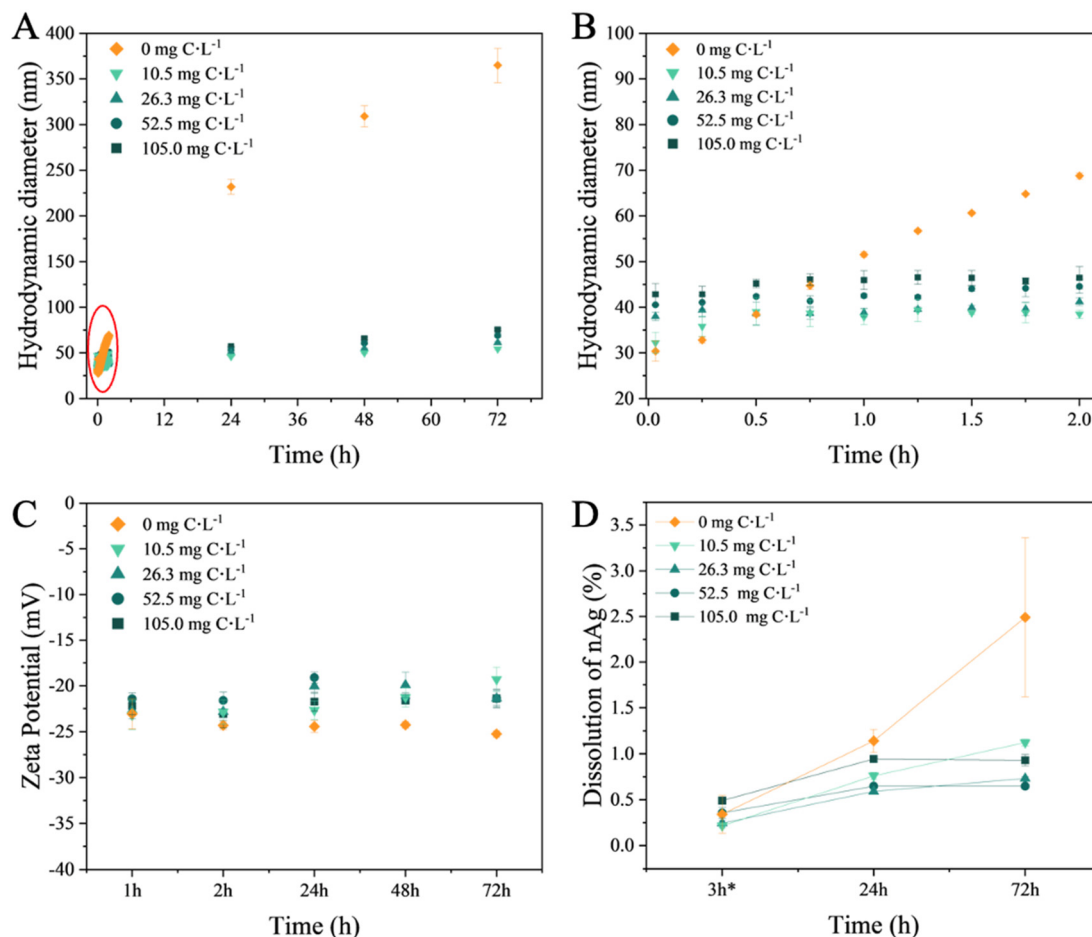 A
Hydrodynamic diameter (nm)
400
350
300
250
200
150
100
50
0
0 mg C·L⁻¹
10.5 mg C·L⁻¹
26.3 mg C·L⁻¹
52.5 mg C·L⁻¹
105.0 mg C·L⁻¹
0 12 24 36 48 60 72
Time (h)
B
Hydrodynamic diameter (nm)
100
90
80
70
60
50
40
30
20
0 mg C·L⁻¹
10.5 mg C·L⁻¹
26.3 mg C·L⁻¹
52.5 mg C·L⁻¹
105.0 mg C·L⁻¹
0.0 0.5 1.0 1.5 2.0
Time (h)
C
Zeta Potential (mV)
0
-5
-10
-15
-20
-25
-30
-35
-40
0 mg C·L⁻¹
10.5 mg C·L⁻¹
26.3 mg C·L⁻¹
52.5 mg C·L⁻¹
105.0 mg C·L⁻¹
1h 2h 24h 48h 72h
Time (h)
D
Dissolution of nAg (%)
3.5
3.0
2.5
2.0
1.5
1.0
0.5
0.0
0 mg C·L⁻¹
10.5 mg C·L⁻¹
26.3 mg C·L⁻¹
52.5 mg C·L⁻¹
105.0 mg C·L⁻¹
3h* 24h 72h
Time (h)